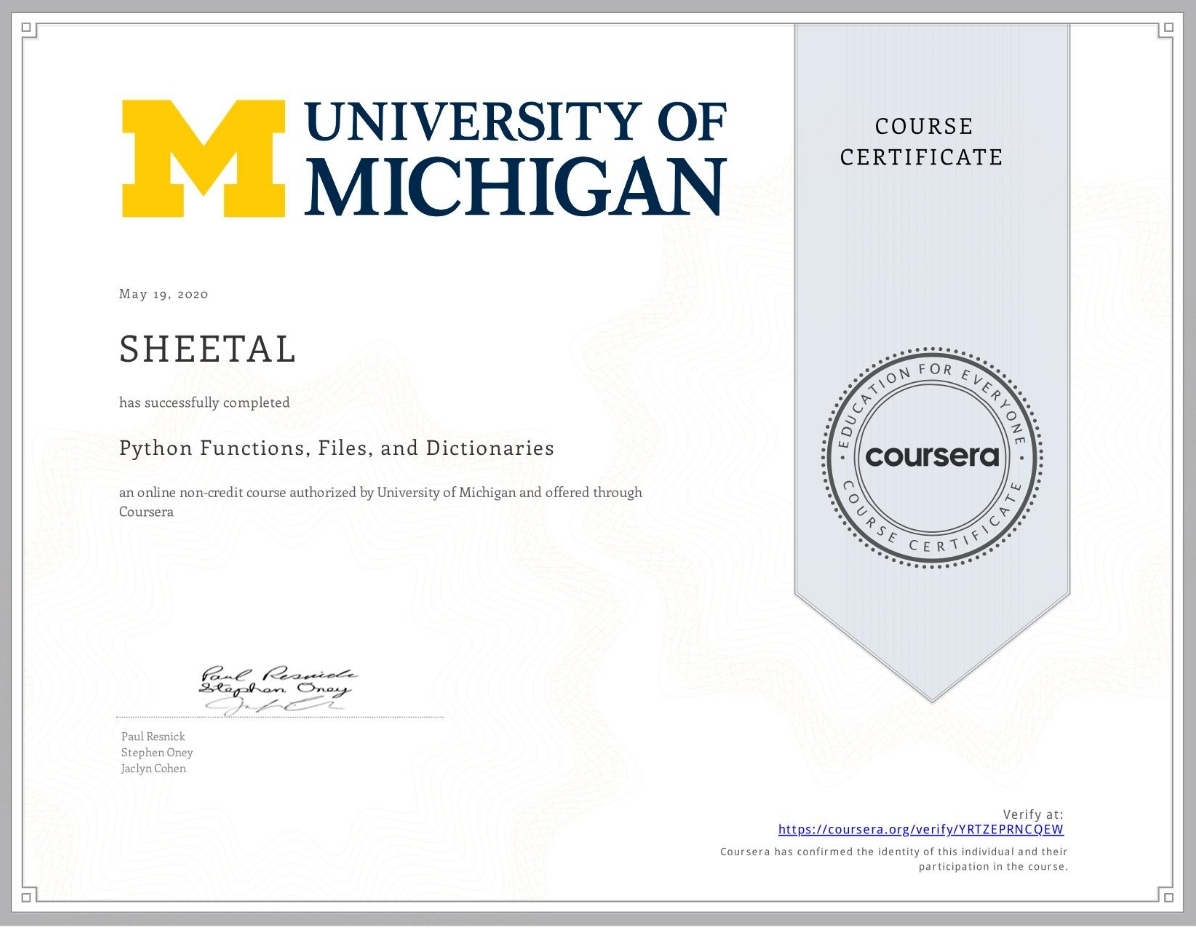 UNIVERSITY OF
MICHIGAN
COURSE
CERTIFICATE
May 19, 2020
SHEETAL
has successfully completed
Python Functions, Files, and Dictionaries
an online non-credit course authorized by University of Michigan and offered through
Coursera
EDUCATION FOR EVERYONE
coursera
COURSE CERTIFICATE
Paul Resnick
Stephen Oney
Paul Resnick
Stephen Oney
Jaclyn Cohen
Verify at:
https://coursera.org/verify/YRTZEPRNCQEW
Coursera has confirmed the identity of this individual and their
participation in the course.